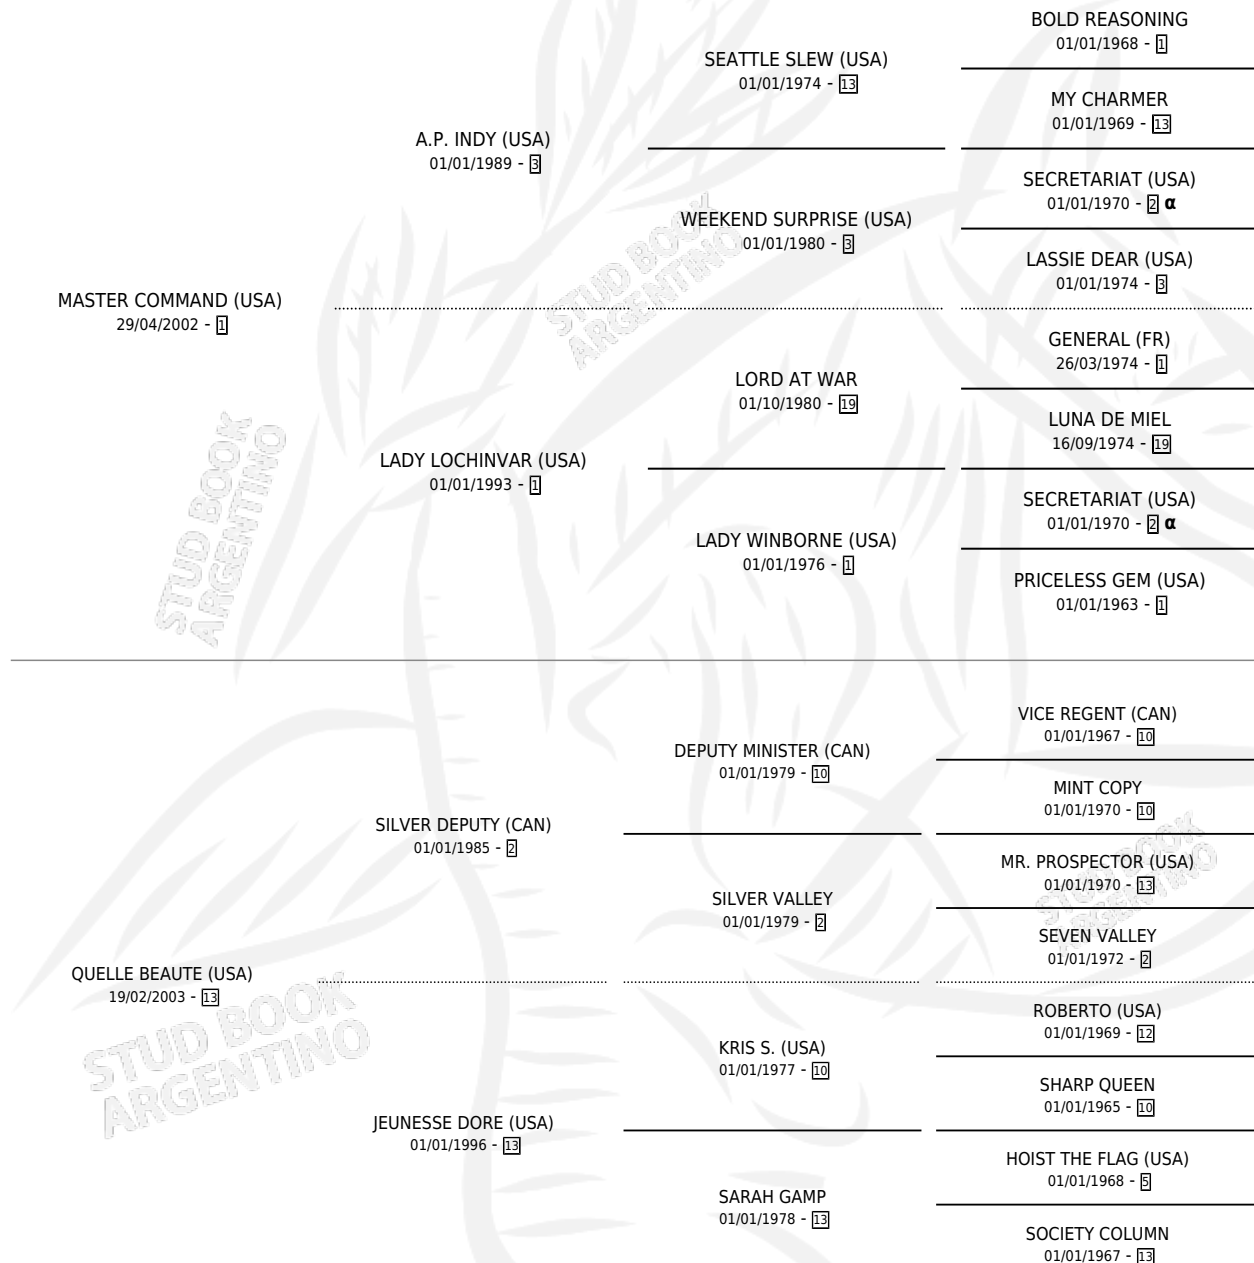 BOLD REASONING
01/01/1968 - 1
SEATTLE SLEW (USA)
01/01/1974 - 13
MY CHARMER
01/01/1969 - 13
A.P. INDY (USA)
01/01/1989 - 3
SECRETARIAT (USA)
01/01/1970 - 2 α
WEEKEND SURPRISE (USA)
01/01/1980 - 3
LASSIE DEAR (USA)
01/01/1974 - 3
MASTER COMMAND (USA)
29/04/2002 - 1
GENERAL (FR)
26/03/1974 - 1
LORD AT WAR
01/10/1980 - 19
LUNA DE MIEL
16/09/1974 - 19
LADY LOCHINVAR (USA)
01/01/1993 - 1
SECRETARIAT (USA)
01/01/1970 - 2 α
LADY WINBORNE (USA)
01/01/1976 - 1
PRICELESS GEM (USA)
01/01/1963 - 1
VICE REGENT (CAN)
01/01/1967 - 10
DEPUTY MINISTER (CAN)
01/01/1979 - 10
MINT COPY
01/01/1970 - 10
SILVER DEPUTY (CAN)
01/01/1985 - 2
MR. PROSPECTOR (USA)
01/01/1970 - 13
SILVER VALLEY
01/01/1979 - 2
SEVEN VALLEY
01/01/1972 - 2
QUELLE BEAUTE (USA)
19/02/2003 - 13
ROBERTO (USA)
01/01/1969 - 12
KRIS S. (USA)
01/01/1977 - 10
SHARP QUEEN
01/01/1965 - 10
JEUNESSE DORE (USA)
01/01/1996 - 13
HOIST THE FLAG (USA)
01/01/1968 - 5
SARAH GAMP
01/01/1978 - 13
SOCIETY COLUMN
01/01/1967 - 13
STUD BOOK
ARGENTINO
STUD BOOK
ARGENTINO
STUD BOOK
ARGENTINO
STUD BOOK
ARGENTINO